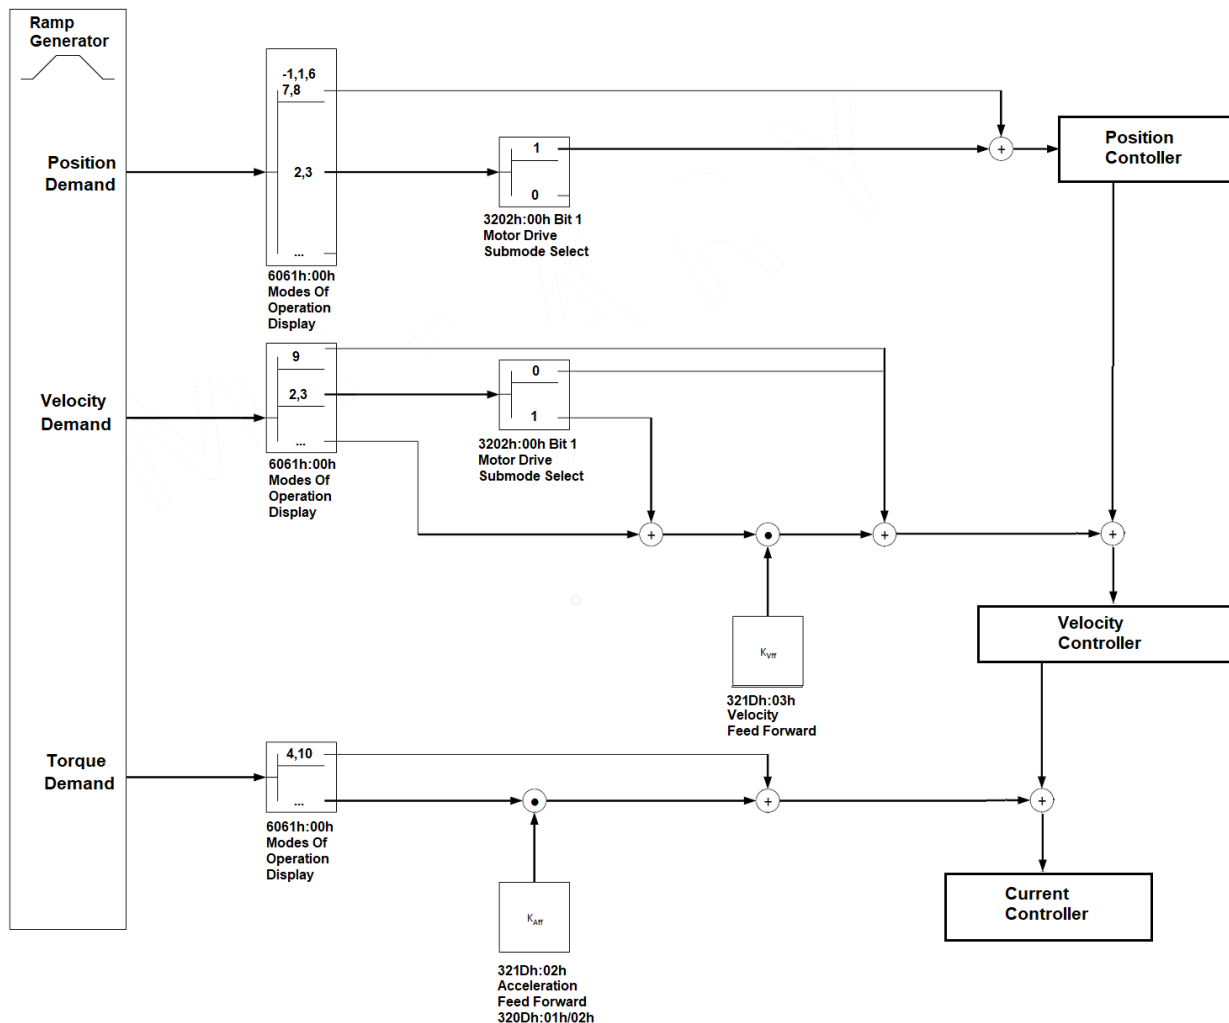 Ramp
Generator
Position
Demand
-1,1,6
7,8
2,3
...
6061h:00h
Modes Of
Operation
Display
1
0
3202h:00h Bit 1
Motor Drive
Submode Select
+
Position
Contoller
Velocity
Demand
9
2,3
...
6061h:00h
Modes Of
Operation
Display
0
1
3202h:00h Bit 1
Motor Drive
Submode Select
+
+
+
KVff
321Dh:03h
Velocity
Feed Forward
Velocity
Controller
Torque
Demand
4,10
...
6061h:00h
Modes Of
Operation
Display
+
+
KAff
321Dh:02h
Acceleration
Feed Forward
320Dh:01h/02h
Current
Controller